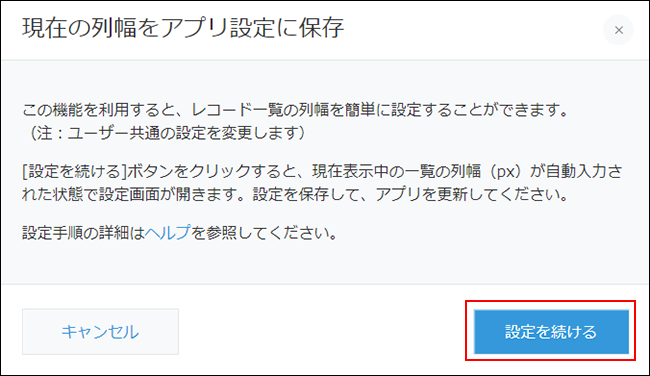 現在の列幅をアプリ設定に保存
×
この機能を利用すると、レコード一覧の列幅を簡単に設定することができます。
（注：ユーザー共通の設定を変更します）
[設定を続ける]ボタンをクリックすると、現在表示中の一覧の列幅（px）が自動入力さ
れた状態で設定画面が開きます。設定を保存して、アプリを更新してください。
設定手順の詳細はヘルプを参照してください。
キャンセル
設定を続ける